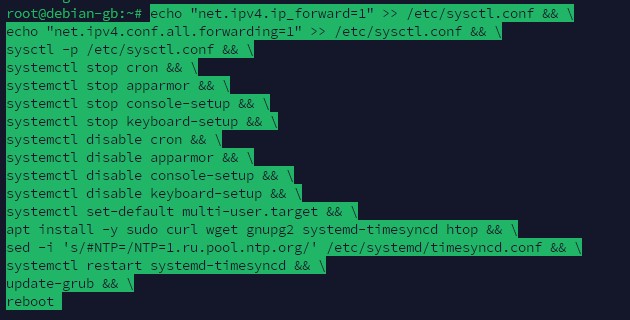 root@debian-gb:~# echo "net.ipv4.ip_forward=1" >> /etc/sysctl.conf && \
echo "net.ipv4.conf.all.forwarding=1" >> /etc/sysctl.conf && \
sysctl -p /etc/sysctl.conf && \
systemctl stop cron && \
systemctl stop apparmor && \
systemctl stop console-setup && \
systemctl stop keyboard-setup && \
systemctl disable cron && \
systemctl disable apparmor && \
systemctl disable console-setup && \
systemctl disable keyboard-setup && \
systemctl set-default multi-user.target && \
apt install -y sudo curl wget gnupg2 systemd-timesyncd htop && \
sed -i 's/#NTP=/NTP=1.ru.pool.ntp.org/' /etc/systemd/timesyncd.conf && \
systemctl restart systemd-timesyncd && \
update-grub && \
reboot